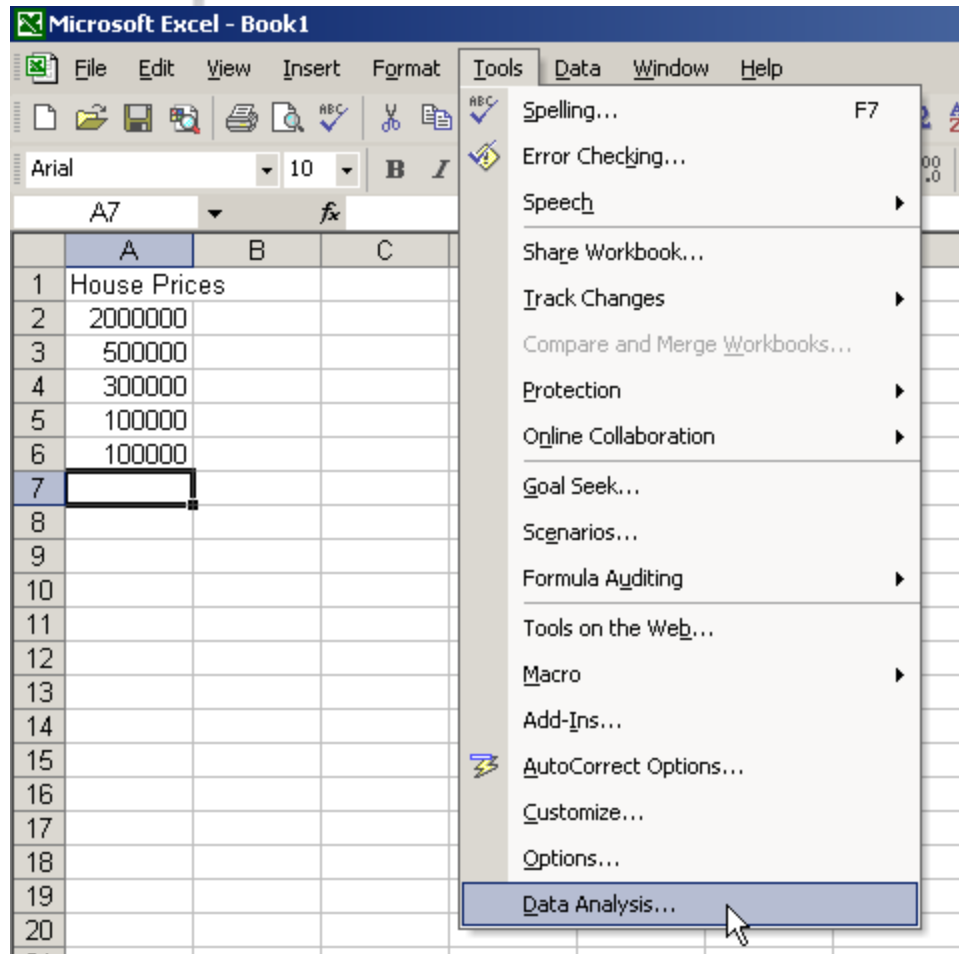 Microsoft Excel - Book1
File Edit View Insert Format Tools Data Window Help
ABC ABC
Arial 10 B I .00 .0
A7 fx
A B C
1 House Prices
2 2000000
3 500000
4 300000
5 100000
6 100000
7
8
9
10
11
12
13
14
15
16
17
18
19
20
Spelling... F7
Error Checking...
Speech
Share Workbook...
Track Changes
Compare and Merge Workbooks...
Protection
Online Collaboration
Goal Seek...
Scenarios...
Formula Auditing
Tools on the Web...
Macro
Add-Ins...
AutoCorrect Options...
Customize...
Options...
Data Analysis...